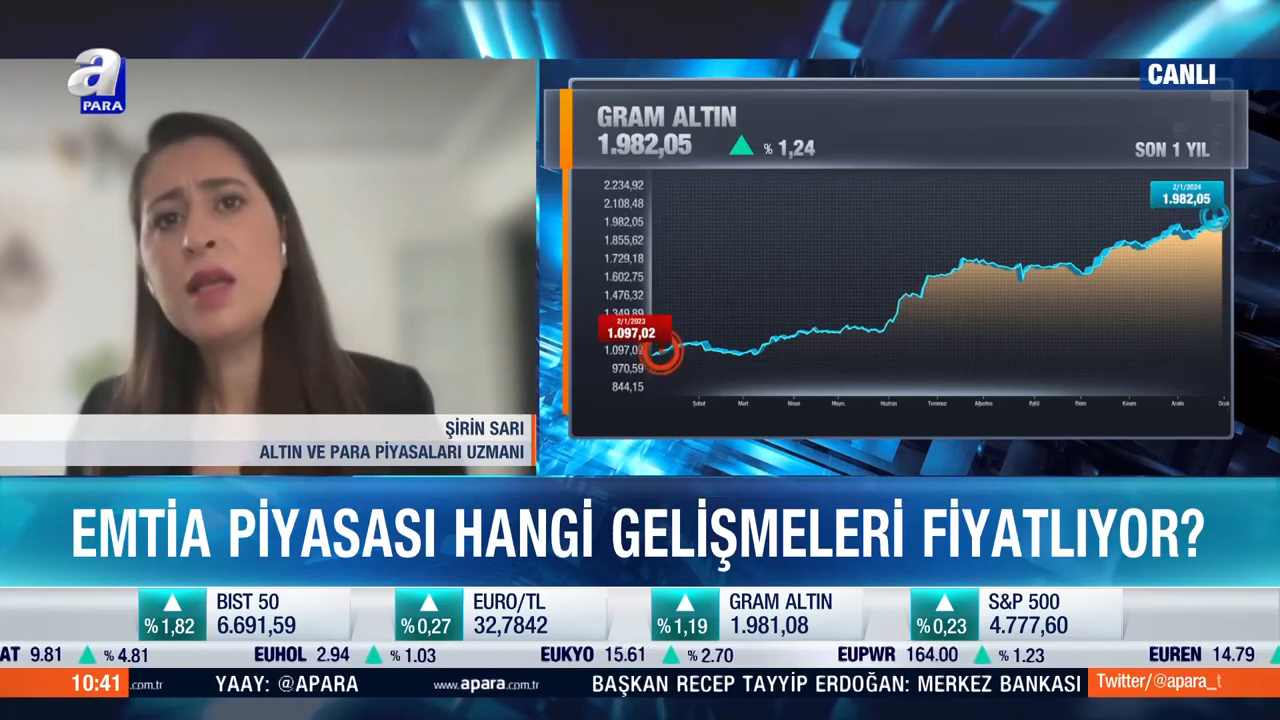 a
PARA
CANLI
GRAM ALTIN
1.982,05 % 1,24
SON 1 YIL
2.234,92
2.108,48
1.982,05
1.855,62
1.729,18
1.602,75
1.476,32
1.349,89
1.097,02
970,59
844,15
2/1/2023
1.097,02
2/1/2024
1.982,05
Şubat Mart Nisan Mayıs Haziran Temmuz Ağustos Eylül Ekim Kasım Aralık Ocak
ŞİRİN SARI
ALTIN VE PARA PİYASALARI UZMANI
EMTİA PİYASASI HANGİ GELİŞMELERİ FİYATLIYOR?
% 1,82 BIST 50 6.691,59
% 0,27 EURO/TL 32,7842
% 1,19 GRAM ALTIN 1.981,08
% 0,23 S&P 500 4.777,60
AT 9.81 % 4.81 EUHOL 2.94 % 1.03 EUKYO 15.61 % 2.70 EUPWR 164.00 % 1.23 EUREN 14.79
10:41 .com.tr YAAY: @APARA www.apara.com.tr BAŞKAN RECEP TAYYİP ERDOĞAN: MERKEZ BANKASI Twitter/@apara_t